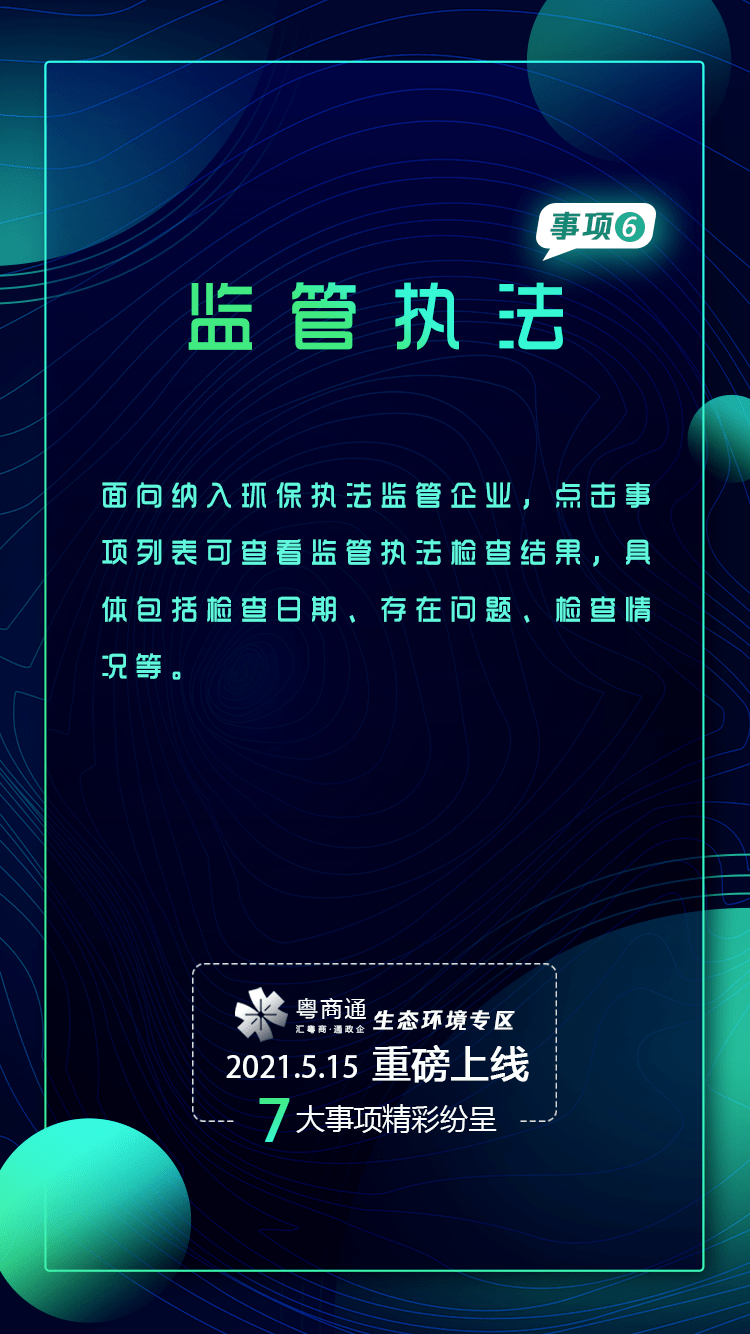 事项6
监管执法
面向纳入环保执法监管企业，点击事
项列表可查看监管执法检查结果，具
体包括检查日期、存在问题、检查情
况等。
粤商通 生态环境专区
汇粤商·通政企
2021.5.15 重磅上线
7大事项精彩纷呈